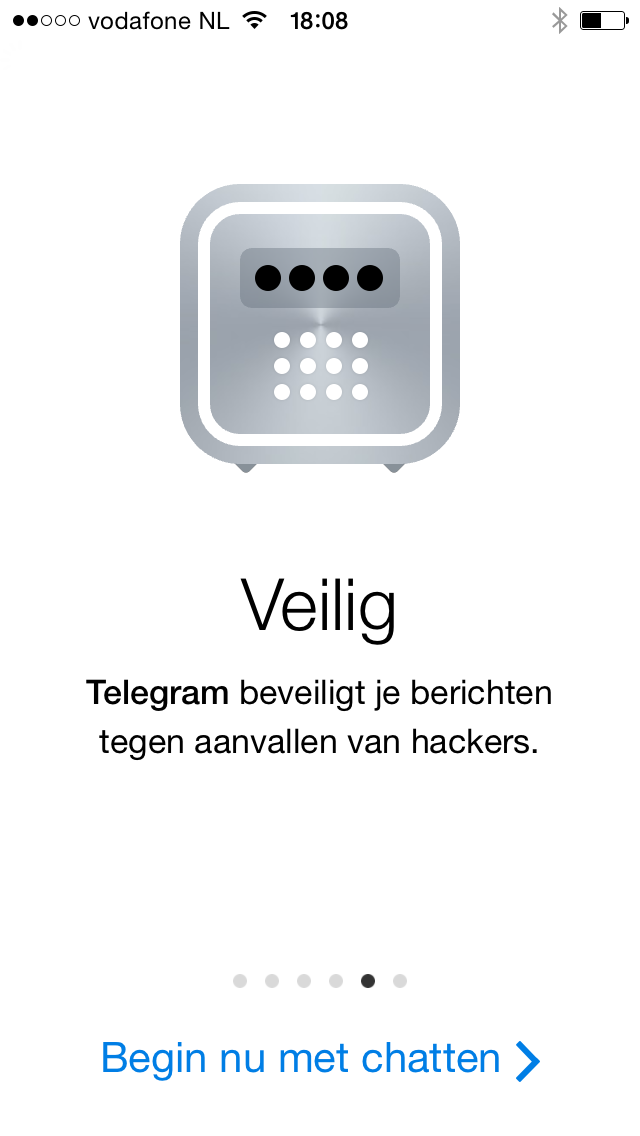 vodafone NL 18:08
Veilig
Telegram beveiligt je berichten
tegen aanvallen van hackers.
Begin nu met chatten